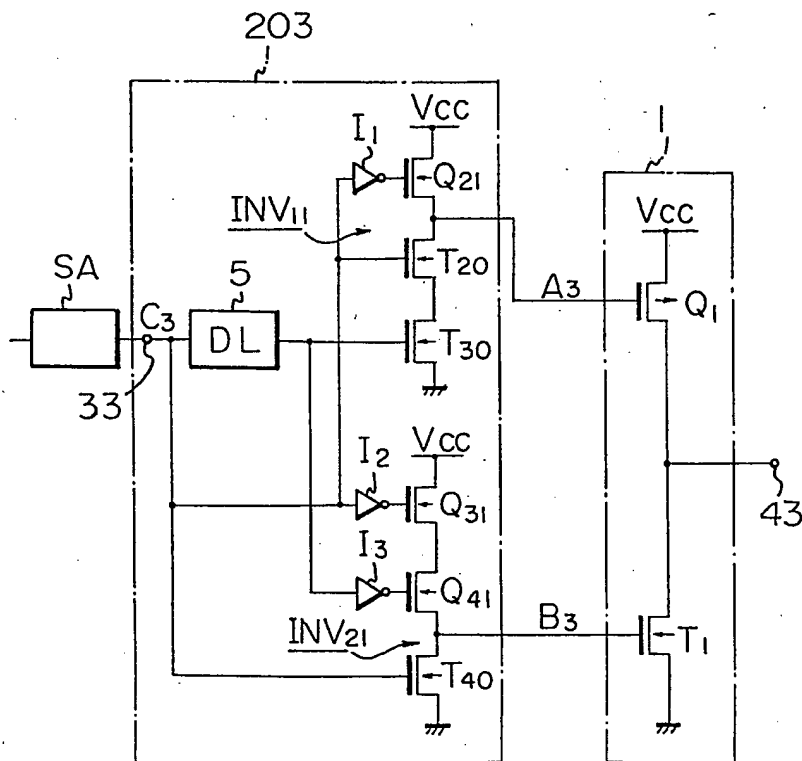 203
1
Vcc
I1
Q21
Vcc
INV11
SA
5
T20
A3
Q1
C3
DL
T30
33
Vcc
I2
Q31
43
I3
Q41
INV21
B3
T1
T40